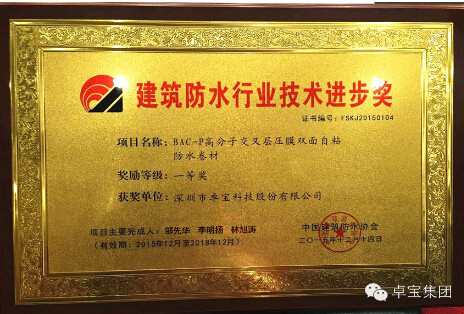 建筑防水行业技术进步奖
证书编号：FSKJ20150104
项目名称：BAC-P高分子交叉层压膜双面自粘
防水卷材
奖励等级：一等奖
获奖单位：深圳市卓宝科技股份有限公司
项目主要完成人：邹先华 李明扬 林旭涛
（有效期：2015年12月至2018年12月）
中国建筑防水协会
二〇一五年十二月十四日
卓宝集团